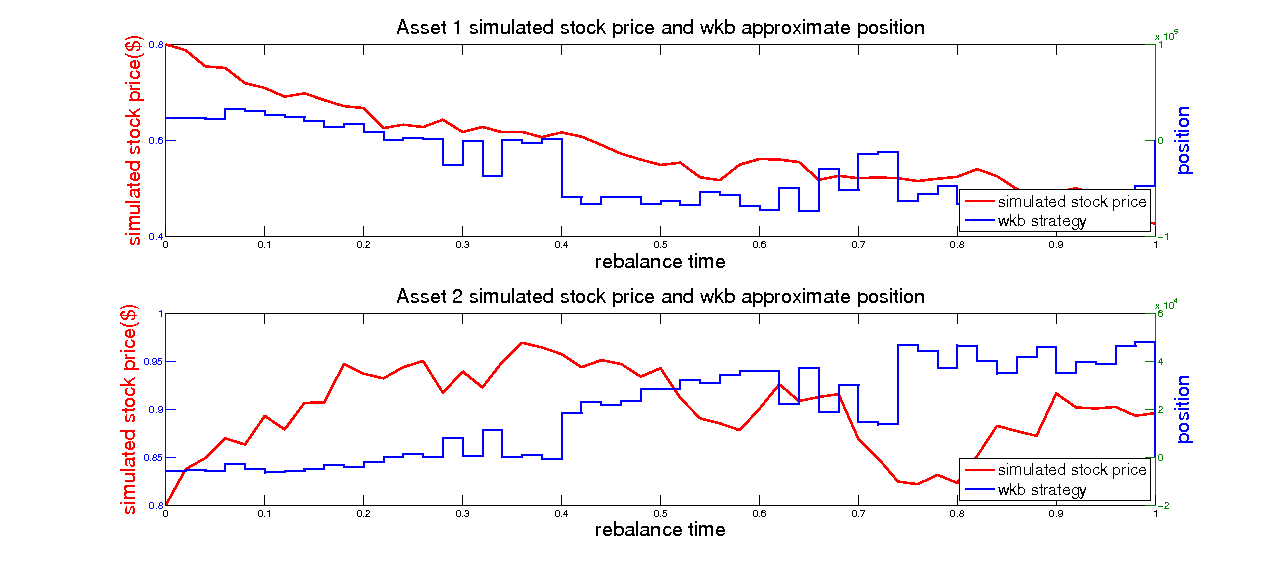 Asset 1 simulated stock price and wkb approximate position
x 10^5
simulated stock price($)
0.8
0.6
0.4
1
0
−1
position
simulated stock price
wkb strategy
0 0.1 0.2 0.3 0.4 0.5 0.6 0.7 0.8 0.9 1
rebalance time
Asset 2 simulated stock price and wkb approximate position
x 10^4
simulated stock price($)
1
0.95
0.9
0.85
0.8
6
4
2
0
−2
position
simulated stock price
wkb strategy
0 0.1 0.2 0.3 0.4 0.5 0.6 0.7 0.8 0.9 1
rebalance time